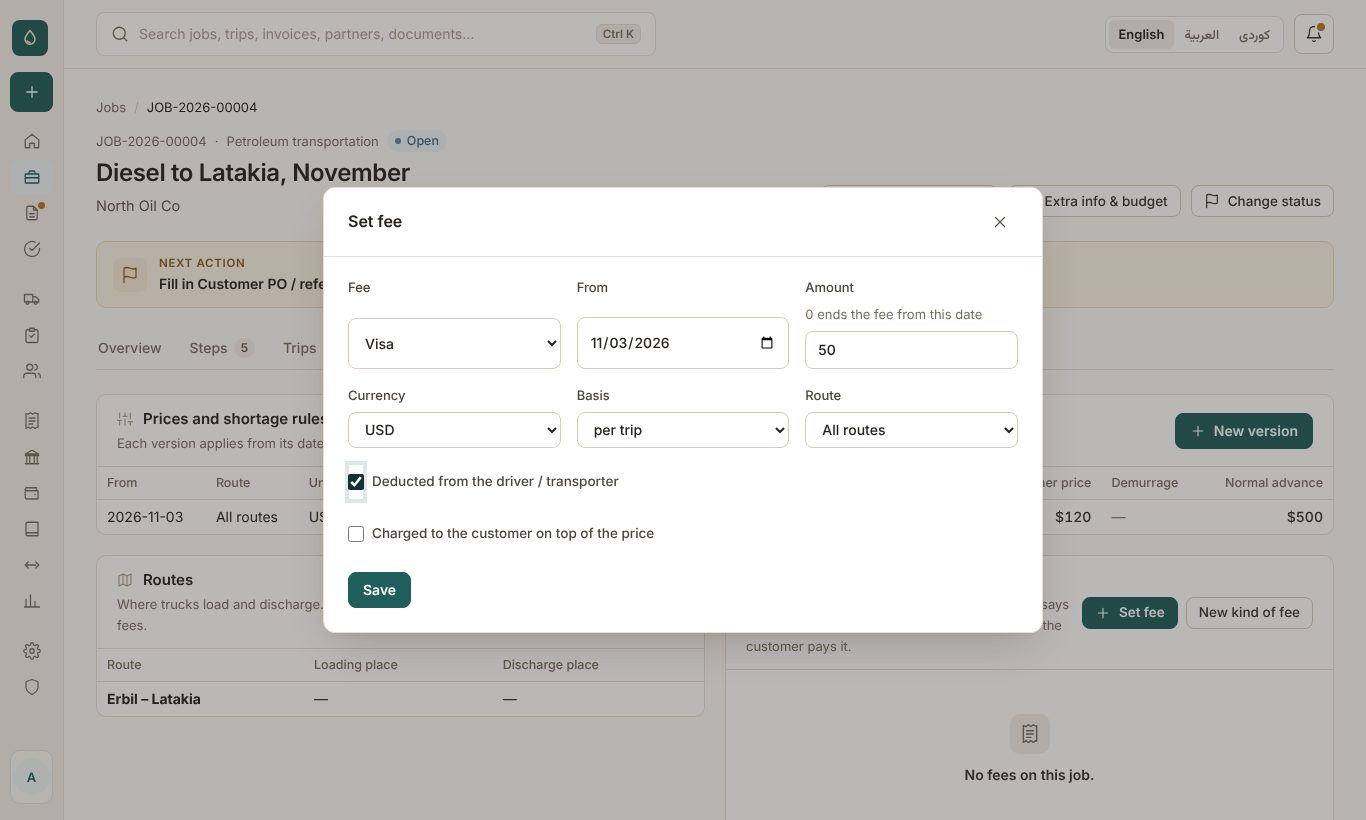 Search jobs, trips, invoices, partners, documents...
Ctrl K
English
العربية
كوردی
Jobs / JOB-2026-00004
JOB-2026-00004 · Petroleum transportation
Open
Diesel to Latakia, November
North Oil Co
Extra info & budget
Change status
NEXT ACTION
Fill in Customer PO / refe
Overview
Steps 5
Trips
Set fee
Fee
From
Amount
0 ends the fee from this date
Visa
11/03/2026
50
Currency
Basis
Route
USD
per trip
All routes
Deducted from the driver / transporter
Charged to the customer on top of the price
Save
Prices and shortage rules
Each version applies from its date
New version
From
Route
Un
er price
Demurrage
Normal advance
2026-11-03
All routes
US
$120
—
$500
Routes
Where trucks load and discharge.
fees.
Route
Loading place
Discharge place
Erbil – Latakia
—
—
says
the
customer pays it.
Set fee
New kind of fee
No fees on this job.
A